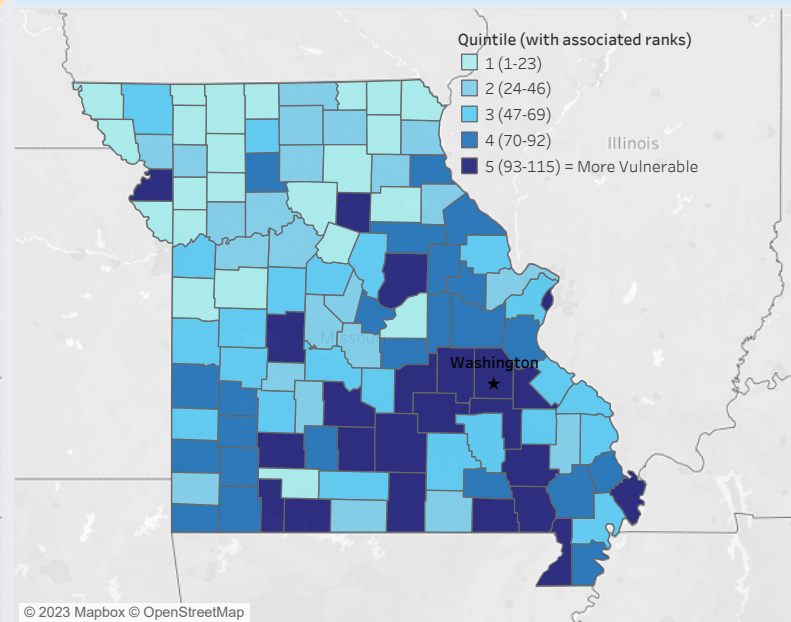 Quintile (with associated ranks)
1 (1-23)
2 (24-46)
3 (47-69)
4 (70-92)
5 (93-115) = More Vulnerable
Illinois
Missouri
Washington
© 2023 Mapbox © OpenStreetMap